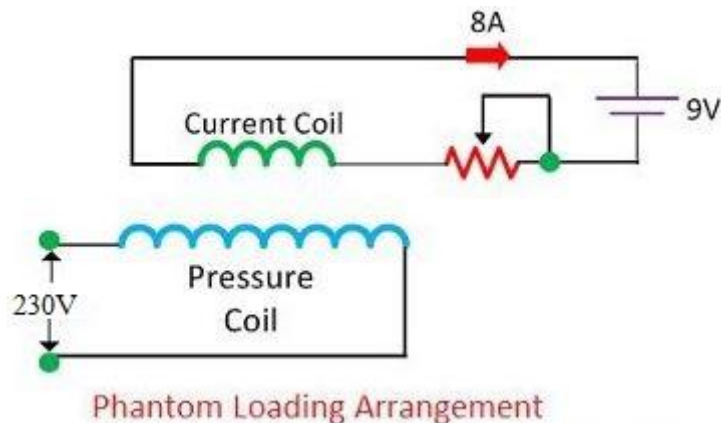 8A
9V
Current Coil
230V
Pressure
Coil
Phantom Loading Arrangement